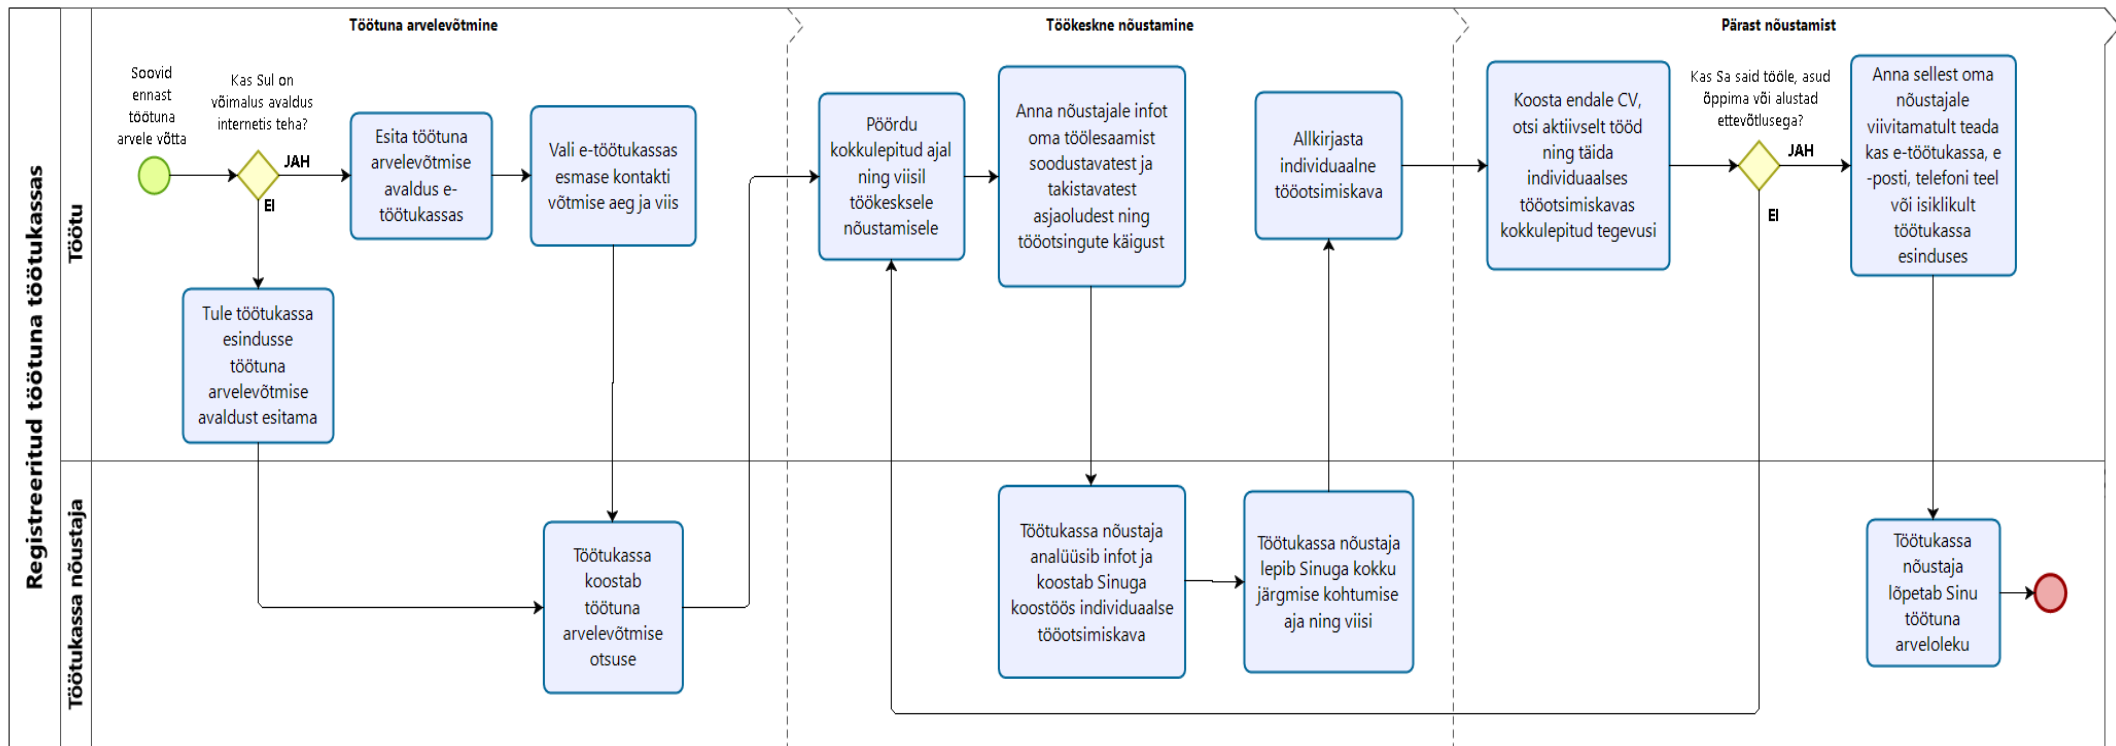 Registreeritud töötuna töötukassas
Töötu
Töötukassa nõustaja
Töötuna arvelevõtmine
Töökeskne nõustamine
Pärast nõustamist
Soovid
ennast
töötuna
arvele võtta
Kas Sul on
võimalus avaldus
internetis teha?
JAH
EI
Esita töötuna
arvelevõtmise
avaldus e-
töötukassas
Vali e-töötukassas
esmase kontakti
võtmise aeg ja viis
Tule töötukassa
esindusse
töötuna
arvelevõtmise
avaldust esitama
Töötukassa
koostab
töötuna
arvelevõtmise
otsuse
Pöördu
kokkulepitud ajal
ning viisil
töökesksele
nõustamisele
Anna nõustajale infot
oma töölesaamist
soodustavatest ja
takistavatest
asjaoludest ning
tööotsingute käigust
Töötukassa nõustaja
analüüsib infot ja
koostab Sinuga
koostöös individuaalse
tööotsimiskava
Töötukassa nõustaja
lepib Sinuga kokku
järgmise kohtumise
aja ning viisi
Allkirjasta
individuaalne
tööotsimiskava
Koosta endale CV,
otsi aktiivselt tööd
ning täida
individuaalses
tööotsimiskavas
kokkulepitud tegevusi
Kas Sa said tööle, asud
õppima või alustad
ettevõtlusega?
JAH
EI
Anna sellest oma
nõustajale
viivitamatult teada
kas e-töötukassa, e
-posti, telefoni teel
või isiklikult
töötukassa
esinduses
Töötukassa
nõustaja
lõpetab Sinu
töötuna
arveloleku